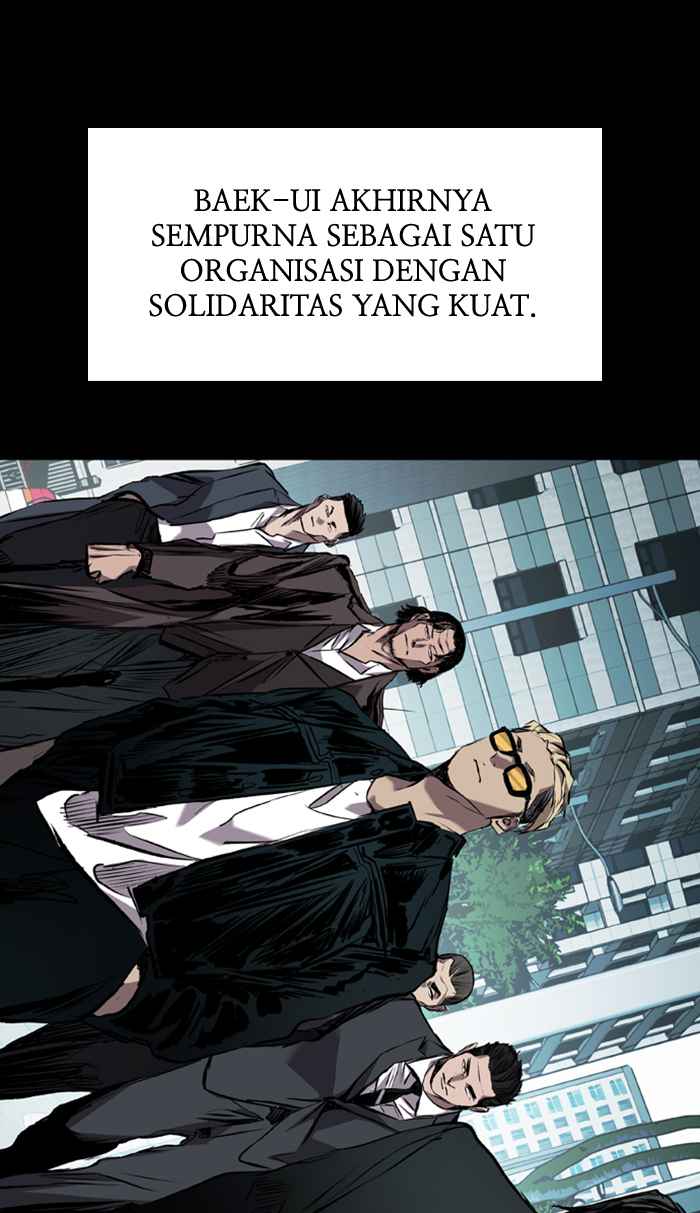 BAEK-UI AKHIRNYA
SEMPURNA SEBAGAI SATU
ORGANISASI DENGAN
SOLIDARITAS YANG KUAT.